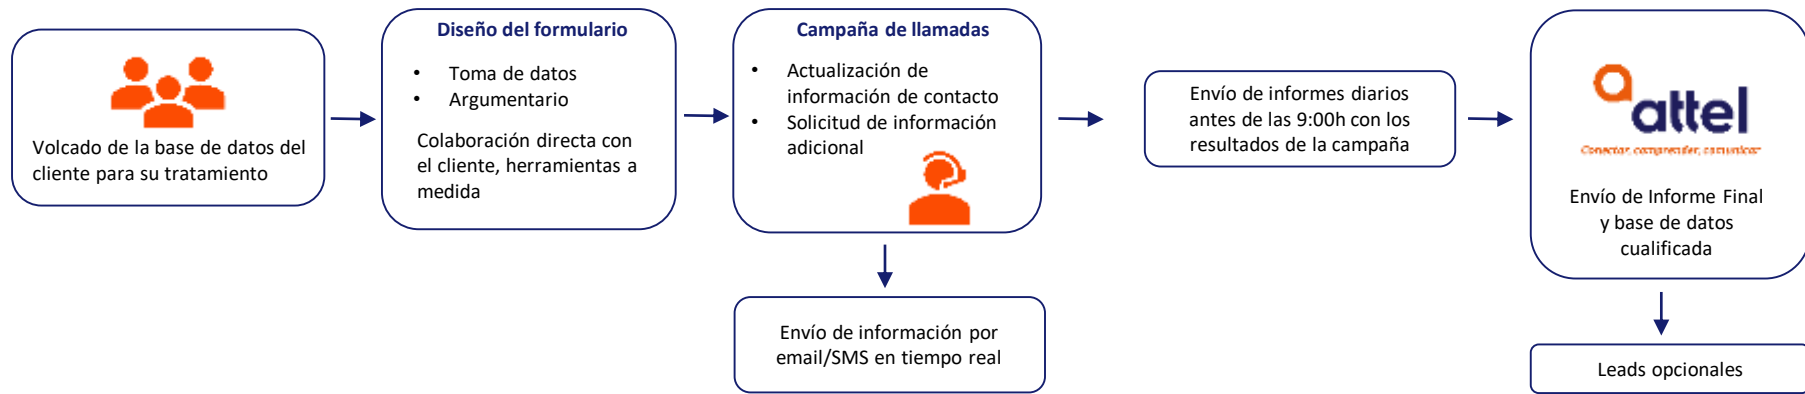 Volcado de la base de datos del
cliente para su tratamiento
Diseño del formulario
• Toma de datos
• Argumentario
Colaboración directa con
el cliente, herramientas a
medida
Campaña de llamadas
• Actualización de
información de contacto
• Solicitud de información
adicional
Envío de información por
email/SMS en tiempo real
Envío de informes diarios
antes de las 9:00h con los
resultados de la campaña
attel
Conectar, comprender, comunicar
Envío de Informe Final
y base de datos
cualificada
Leads opcionales